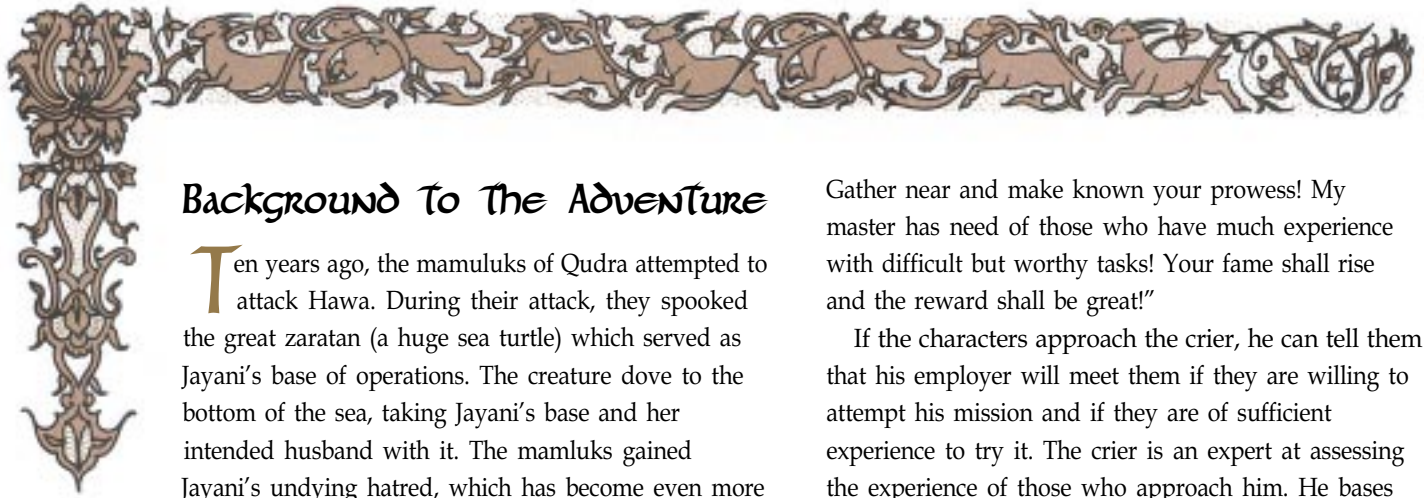 Background to the Adventure
Ten years ago, the mamuluks of Qudra attempted to
attack Hawa. During their attack, they spooked
the great zaratan (a huge sea turtle) which served as
Jayani's base of operations. The creature dove to the
bottom of the sea, taking Jayani's base and her
intended husband with it. The mamluks gained
Jayani's undying hatred, which has become even more
Gather near and make known your prowess! My
master has need of those who have much experience
with difficult but worthy tasks! Your fame shall rise
and the reward shall be great!”
If the characters approach the crier, he can tell them
that his employer will meet them if they are willing to
attempt his mission and if they are of sufficient
experience to try it. The crier is an expert at assessing
the experience of those who approach him. He bases